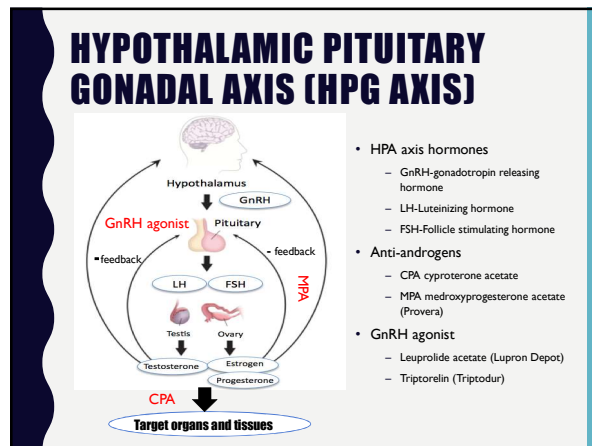 HYPOTHALAMIC PITUITARY
GONADAL AXIS (HPG AXIS)
Hypothalamus
GnRH
GnRH agonist
Pituitary
-feedback
- feedback
MPA
LH
FSH
Testis
Ovary
Testosterone
Estrogen
Progesterone
CPA
Target organs and tissues
• HPA axis hormones
– GnRH-gonadotropin releasing
hormone
– LH-Luteinizing hormone
– FSH-Follicle stimulating hormone
• Anti-androgens
– CPA cyproterone acetate
– MPA medroxyprogesterone acetate
(Provera)
• GnRH agonist
– Leuprolide acetate (Lupron Depot)
– Triptorelin (Triptodur)